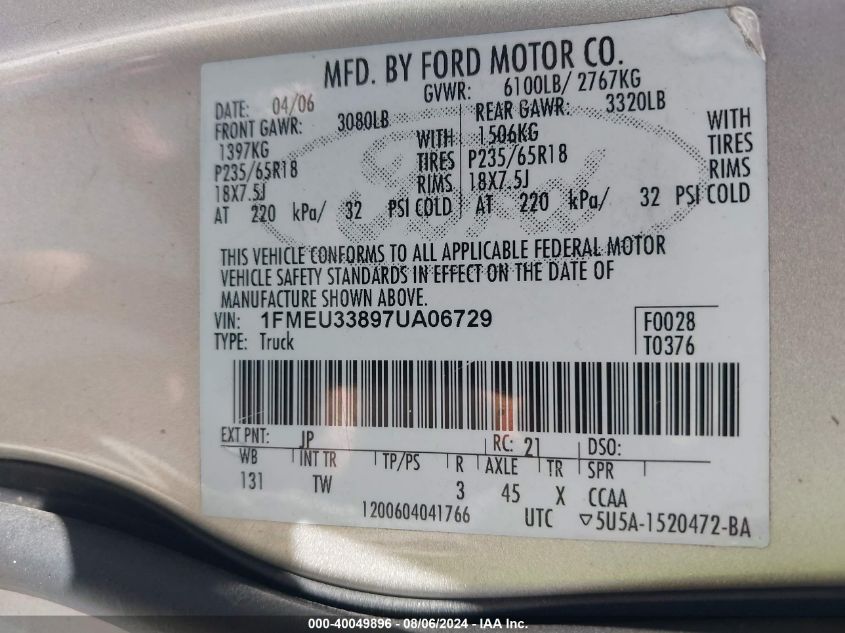 MFD. BY FORD MOTOR CO.
DATE: 04/06 GVWR: 6100LB/ 2767KG
FRONT GAWR: 3080LB REAR GAWR: 3320LB
1397KG WITH 1506KG WITH
P235/65R18 TIRES P235/65R18 TIRES
18X7.5J RIMS 18X7.5J RIMS
AT 220 kPa/ 32 PSI COLD AT 220 kPa/ 32 PSI COLD
THIS VEHICLE CONFORMS TO ALL APPLICABLE FEDERAL MOTOR
VEHICLE SAFETY STANDARDS IN EFFECT ON THE DATE OF
MANUFACTURE SHOWN ABOVE.
VIN: 1FMEU33897UA06729 F0028
TYPE: Truck T0376
EXT PNT: JP RC: 21 DSO:
WB INT TR TP/PS R AXLE TR SPR
131 TW 3 45 X CCAA
1200604041766 UTC ▽5U5A-1520472-BA
Ford
000-40049896 - 08/06/2024 - IAA Inc.